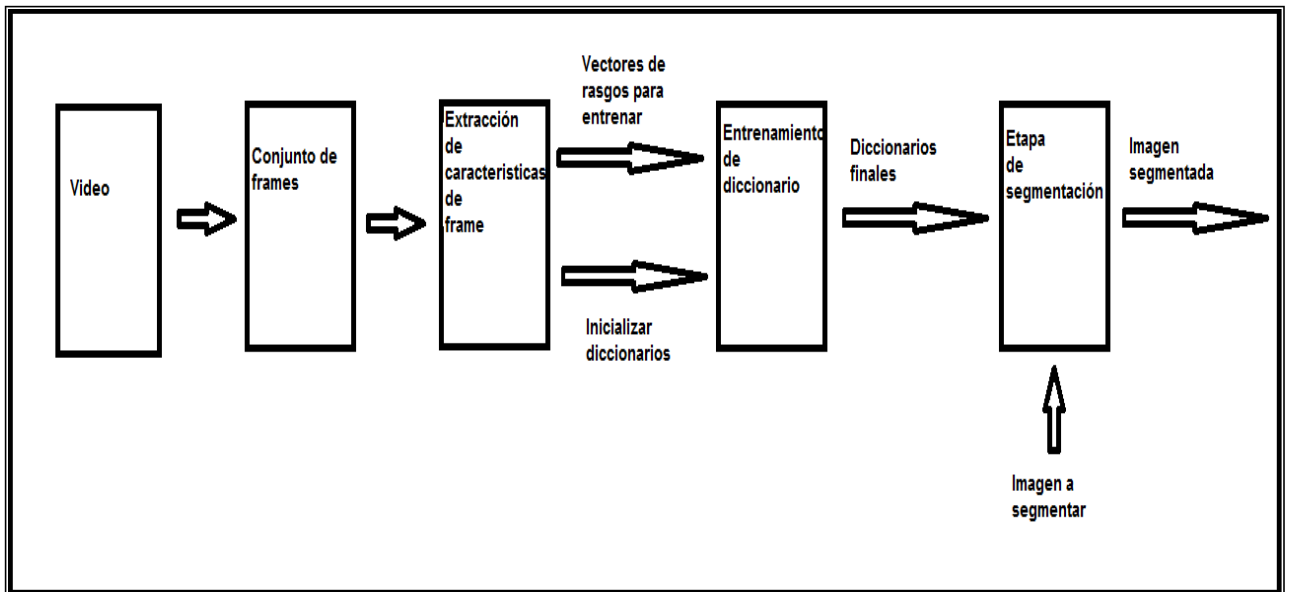 Video
Conjunto de
frames
Extracción
de
caracteristicas
de
frame
Vectores de
rasgos para
entrenar
Inicializar
diccionarios
Entrenamiento
de
diccionario
Diccionarios
finales
Etapa
de
segmentación
Imagen a
segmentar
Imagen
segmentada